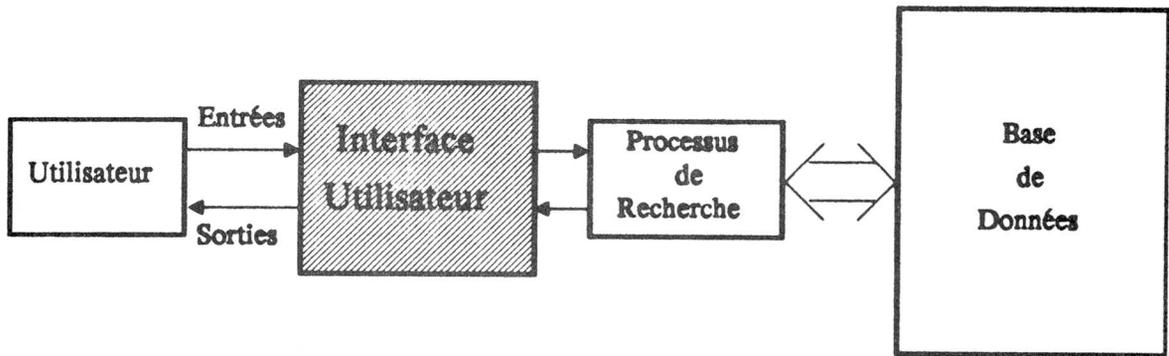 Utilisateur
Entrées
Sorties
Interface
Utilisateur
Processus
de
Recherche
Base
de
Données